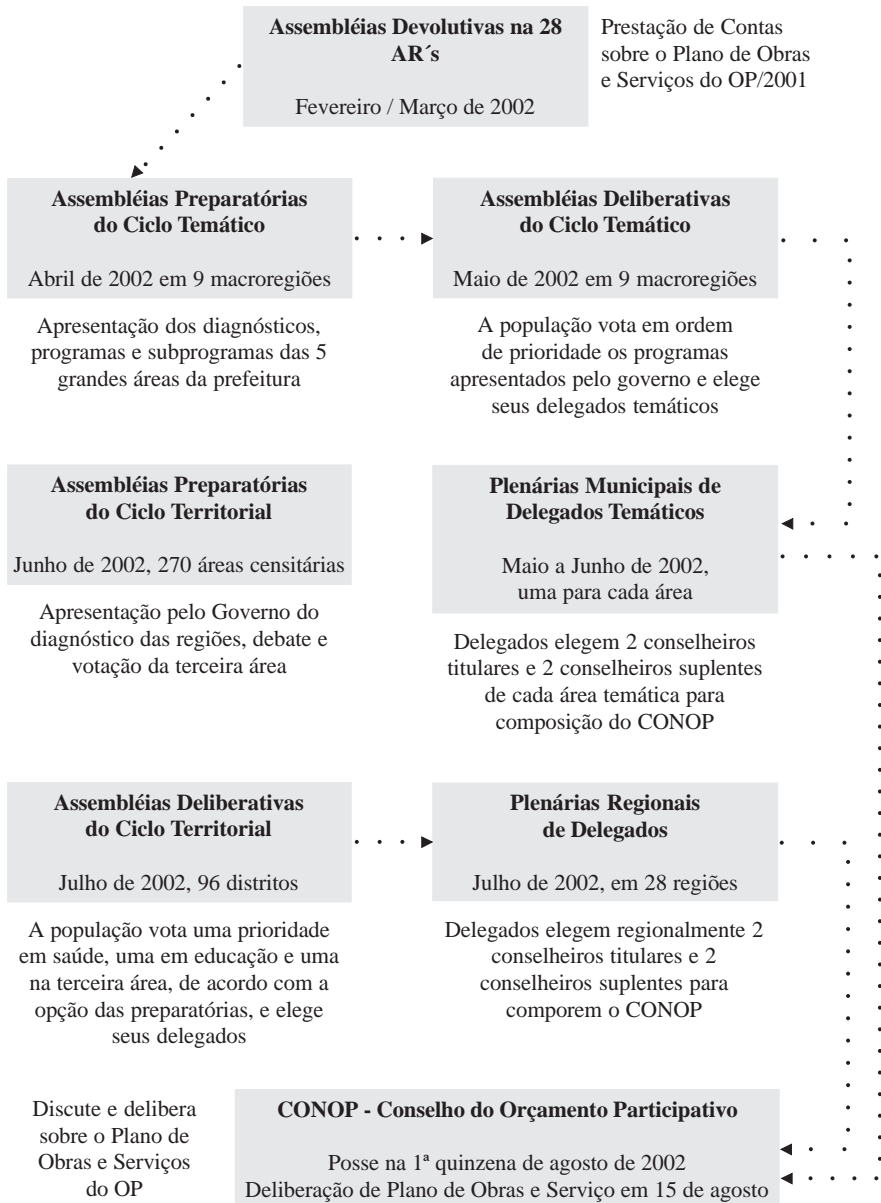 Assembléias Devolutivas na 28
AR´s
Fevereiro / Março de 2002
Prestação de Contas
sobre o Plano de Obras
e Serviços do OP/2001
Assembléias Preparatórias
do Ciclo Temático
Abril de 2002 em 9 macroregiões
Apresentação dos diagnósticos,
programas e subprogramas das 5
grandes áreas da prefeitura
Assembléias Deliberativas
do Ciclo Temático
Maio de 2002 em 9 macroregiões
A população vota em ordem
de prioridade os programas
apresentados pelo governo e elege
seus delegados temáticos
Assembléias Preparatórias
do Ciclo Territorial
Junho de 2002, 270 áreas censitárias
Apresentação pelo Governo do
diagnóstico das regiões, debate e
votação da terceira área
Plenárias Municipais de
Delegados Temáticos
Maio a Junho de 2002,
uma para cada área
Delegados elegem 2 conselheiros
titulares e 2 conselheiros suplentes
de cada área temática para
composição do CONOP
Assembléias Deliberativas
do Ciclo Territorial
Julho de 2002, 96 distritos
A população vota uma prioridade
em saúde, uma em educação e uma
na terceira área, de acordo com a
opção das preparatórias, e elege
seus delegados
Plenárias Regionais
de Delegados
Julho de 2002, em 28 regiões
Delegados elegem regionalmente 2
conselheiros titulares e 2
conselheiros suplentes para
comporem o CONOP
Discute e delibera
sobre o Plano de
Obras e Serviços
do OP
CONOP - Conselho do Orçamento Participativo
Posse na 1ª quinzena de agosto de 2002
Deliberação de Plano de Obras e Serviço em 15 de agosto